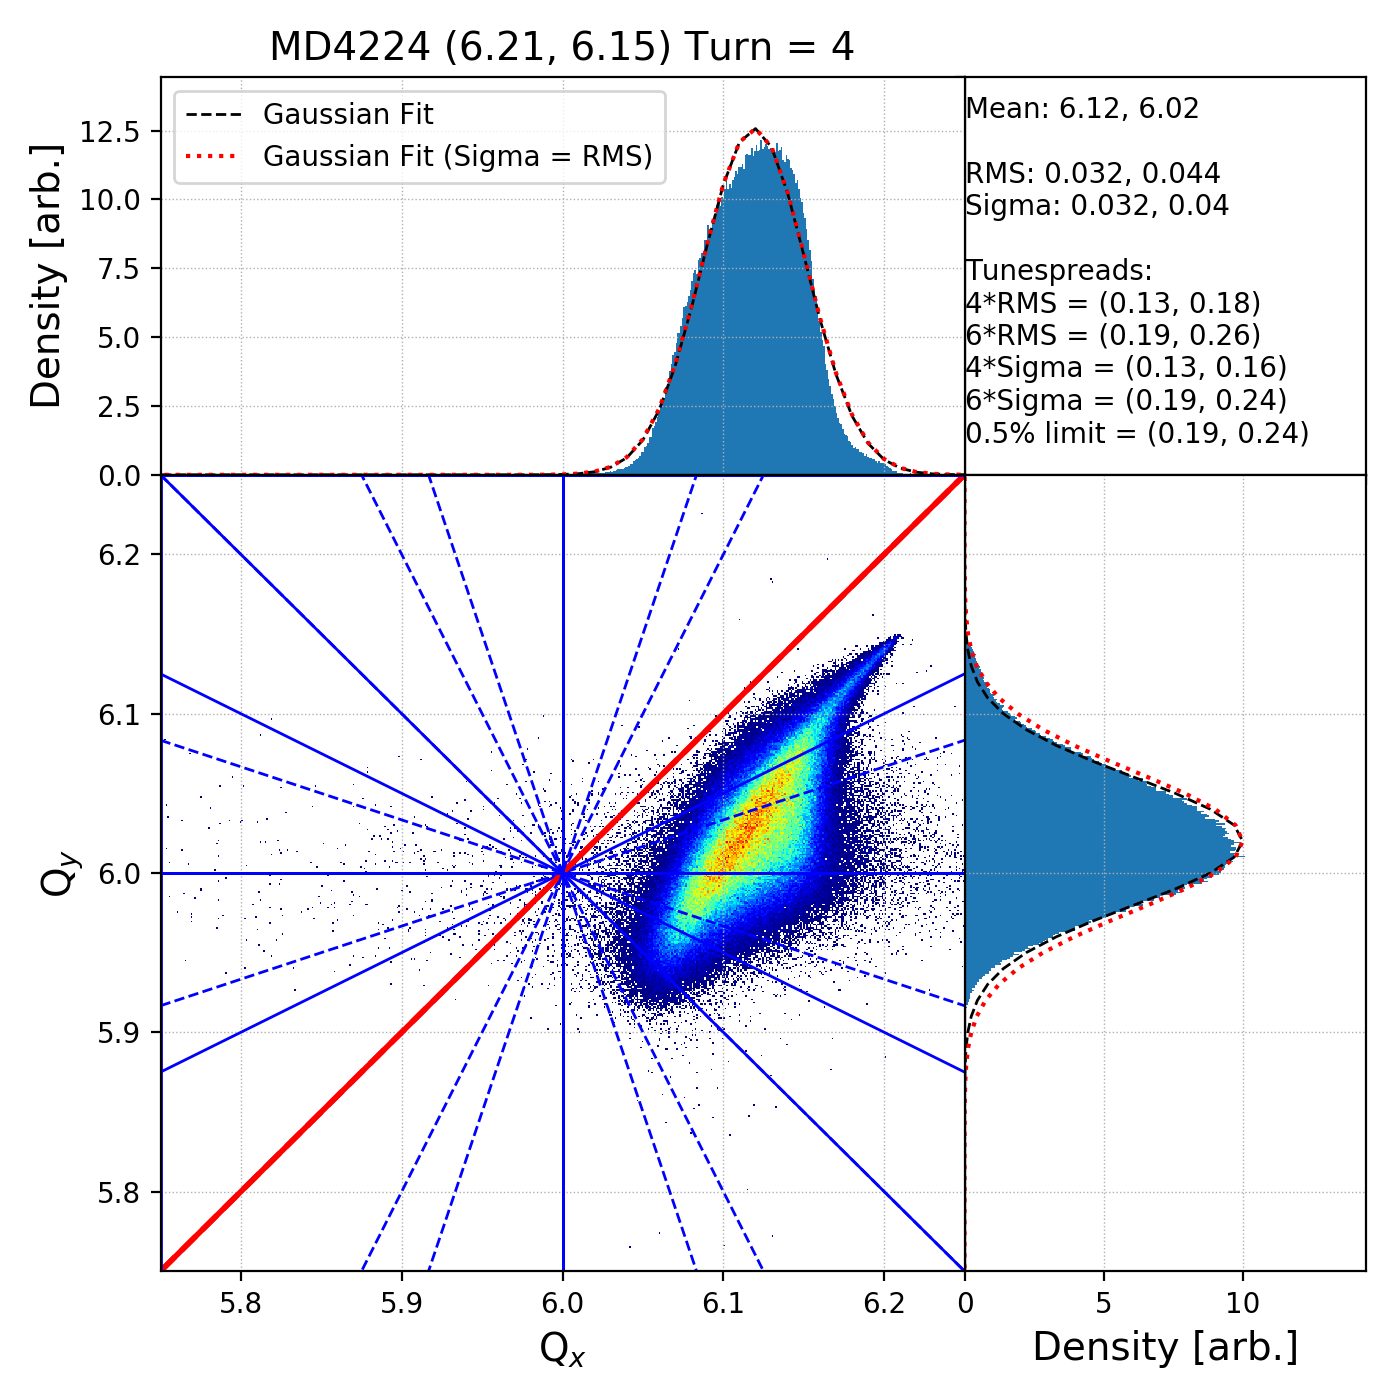 MD4224 (6.21, 6.15) Turn = 4
Gaussian Fit
Gaussian Fit (Sigma = RMS)
Density [arb.]
12.5
10.0
7.5
5.0
2.5
0.0
Mean: 6.12, 6.02
RMS: 0.032, 0.044
Sigma: 0.032, 0.04
Tunespreads:
4*RMS = (0.13, 0.18)
6*RMS = (0.19, 0.26)
4*Sigma = (0.13, 0.16)
6*Sigma = (0.19, 0.24)
0.5% limit = (0.19, 0.24)
Qy
6.2
6.1
6.0
5.9
5.8
5.8 5.9 6.0 6.1 6.2
Qx
0 5 10
Density [arb.]